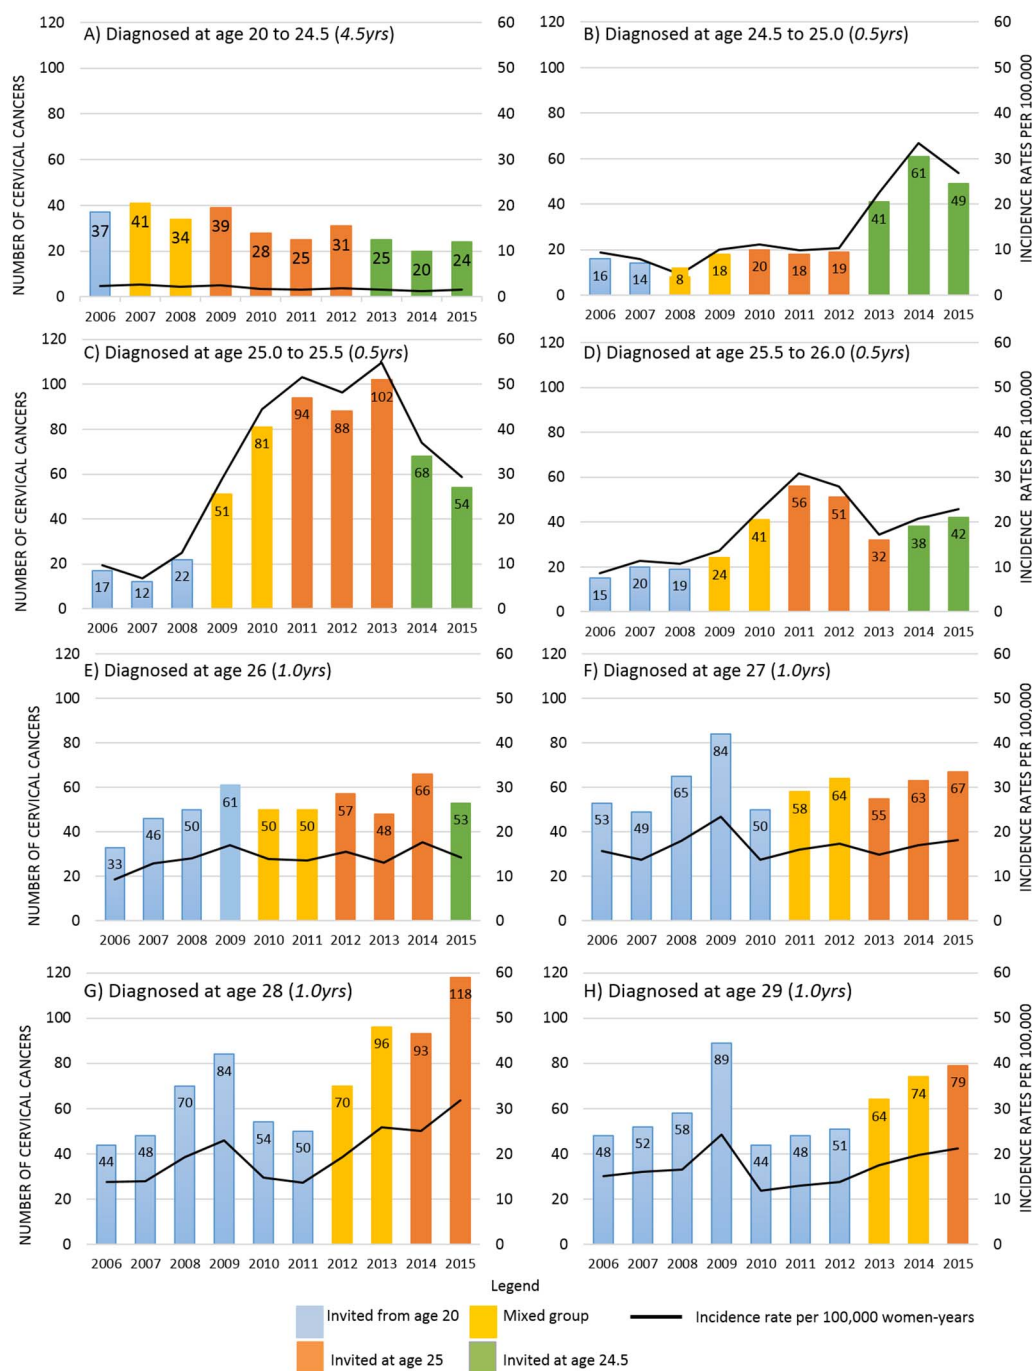 A) Diagnosed at age 20 to 24.5 (4.5yrs)
NUMBER OF CERVICAL CANCERS
120 100 80 60 40 20 0
37 41 34 39 28 25 31 25 20 24
60 50 40 30 20 10 0
2006 2007 2008 2009 2010 2011 2012 2013 2014 2015
B) Diagnosed at age 24.5 to 25.0 (0.5yrs)
120 100 80 60 40 20 0
16 14 8 18 20 18 19 41 61 49
60 50 40 30 20 10 0
INCIDENCE RATES PER 100,000
2006 2007 2008 2009 2010 2011 2012 2013 2014 2015
C) Diagnosed at age 25.0 to 25.5 (0.5yrs)
NUMBER OF CERVICAL CANCERS
120 100 80 60 40 20 0
17 12 22 51 81 94 88 102 68 54
60 50 40 30 20 10 0
2006 2007 2008 2009 2010 2011 2012 2013 2014 2015
D) Diagnosed at age 25.5 to 26.0 (0.5yrs)
120 100 80 60 40 20 0
15 20 19 24 41 56 51 32 38 42
60 50 40 30 20 10 0
INCIDENCE RATES PER 100,000
2006 2007 2008 2009 2010 2011 2012 2013 2014 2015
E) Diagnosed at age 26 (1.0yrs)
NUMBER OF CERVICAL CANCERS
120 100 80 60 40 20 0
33 46 50 61 50 50 57 48 66 53
60 50 40 30 20 10 0
2006 2007 2008 2009 2010 2011 2012 2013 2014 2015
F) Diagnosed at age 27 (1.0yrs)
120 100 80 60 40 20 0
53 49 65 84 50 58 64 55 63 67
60 50 40 30 20 10 0
INCIDENCE RATES PER 100,000
2006 2007 2008 2009 2010 2011 2012 2013 2014 2015
G) Diagnosed at age 28 (1.0yrs)
NUMBER OF CERVICAL CANCERS
120 100 80 60 40 20 0
44 48 70 84 54 50 70 96 93 118
60 50 40 30 20 10 0
2006 2007 2008 2009 2010 2011 2012 2013 2014 2015
H) Diagnosed at age 29 (1.0yrs)
120 100 80 60 40 20 0
48 52 58 89 44 48 51 64 74 79
60 50 40 30 20 10 0
INCIDENCE RATES PER 100,000
2006 2007 2008 2009 2010 2011 2012 2013 2014 2015
Legend
Invited from age 20
Mixed group
Incidence rate per 100,000 women-years
Invited at age 25
Invited at age 24.5